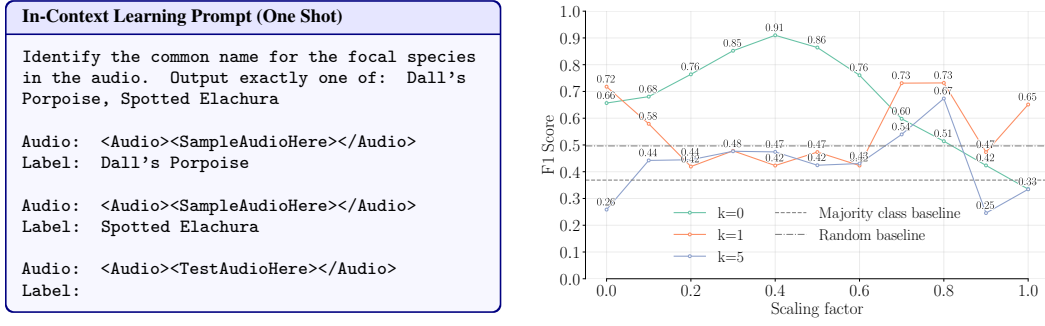 In-Context Learning Prompt (One Shot)
Identify the common name for the focal species
in the audio. Output exactly one of: Dall's
Porpoise, Spotted Elachura
Audio: <Audio><SampleAudioHere></Audio>
Label: Dall's Porpoise
Audio: <Audio><SampleAudioHere></Audio>
Label: Spotted Elachura
Audio: <Audio><TestAudioHere></Audio>
Label:
F1 Score
1.0
0.9
0.8
0.7
0.6
0.5
0.4
0.3
0.2
0.1
0.0
0.66 0.68 0.76 0.85 0.91 0.86 0.76 0.60 0.51 0.42 0.33
0.72 0.58 0.42 0.48 0.42 0.47 0.43 0.73 0.73 0.47 0.65
0.26 0.44 0.44 0.48 0.47 0.42 0.43 0.54 0.67 0.25 0.33
k=0
k=1
k=5
Majority class baseline
Random baseline
0.0 0.2 0.4 0.6 0.8 1.0
Scaling factor